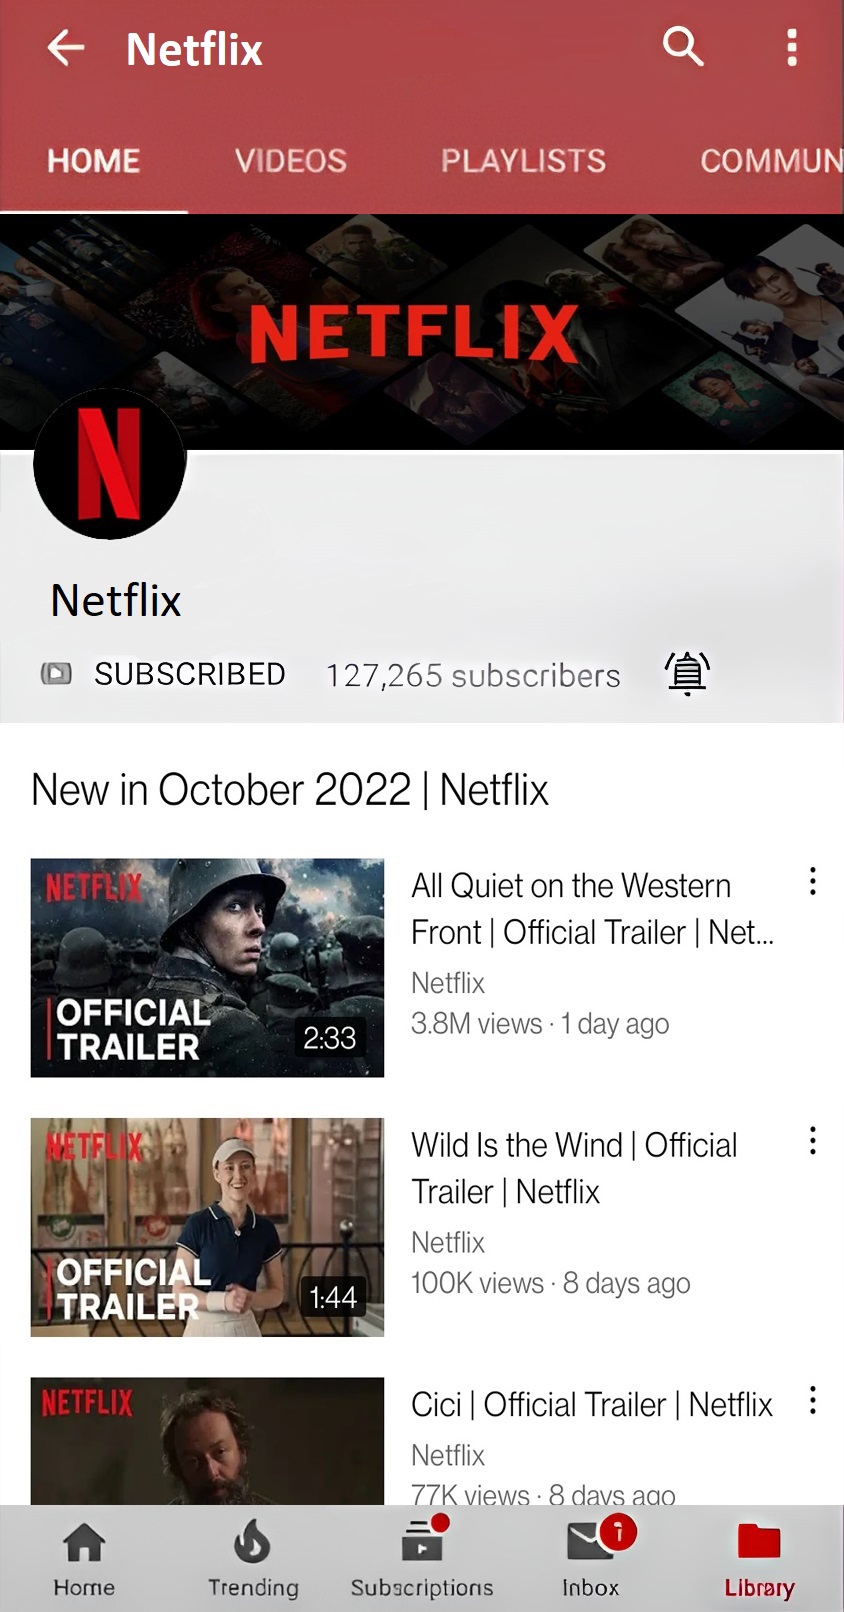 Netflix
HOME VIDEOS PLAYLISTS COMMUN
NETFLIX
N
Netflix
SUBSCRIBED 127,265 subscribers
New in October 2022 | Netflix
NETFLIX
OFFICIAL
TRAILER
2:33
All Quiet on the Western
Front | Official Trailer | Net...
Netflix
3.8M views · 1 day ago
NETFLIX
OFFICIAL
TRAILER
1:44
Wild Is the Wind | Official
Trailer | Netflix
Netflix
100K views · 8 days ago
NETFLIX
Cici | Official Trailer | Netflix
Netflix
77K views · 8 days ago
1
Home Trending Subscriptions Inbox Library